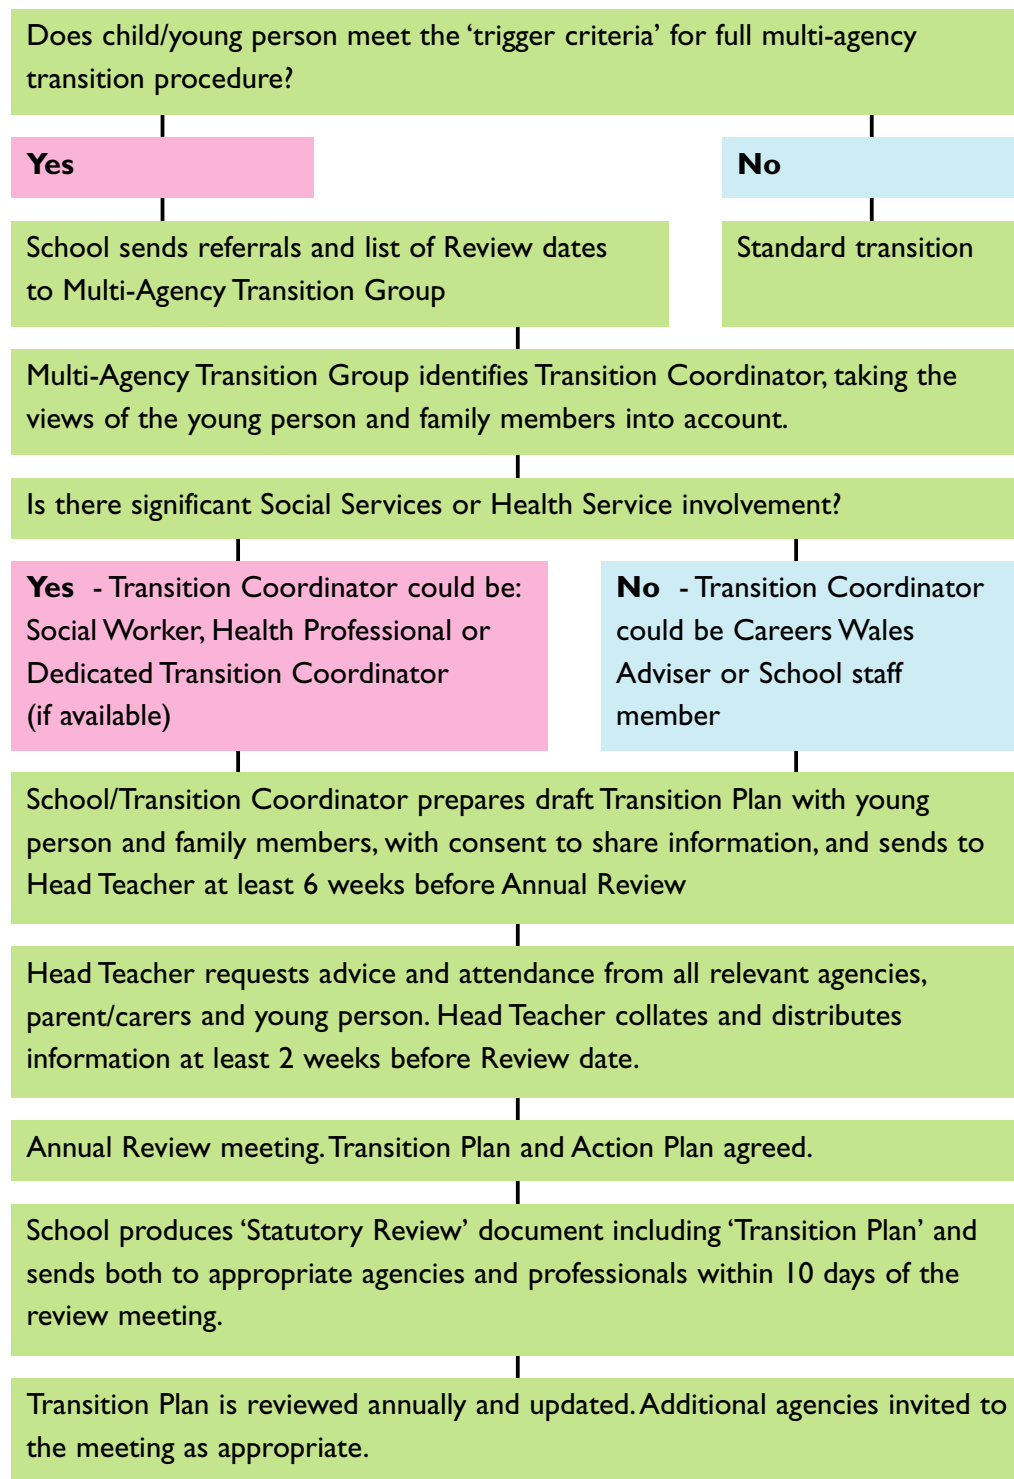 Does child/young person meet the ‘trigger criteria’ for full multi-agency
transition procedure?
Yes
No
School sends referrals and list of Review dates
to Multi-Agency Transition Group
Standard transition
Multi-Agency Transition Group identifies Transition Coordinator, taking the
views of the young person and family members into account.
Is there significant Social Services or Health Service involvement?
Yes - Transition Coordinator could be:
Social Worker, Health Professional or
Dedicated Transition Coordinator
(if available)
No - Transition Coordinator
could be Careers Wales
Adviser or School staff
member
School/Transition Coordinator prepares draft Transition Plan with young
person and family members, with consent to share information, and sends to
Head Teacher at least 6 weeks before Annual Review
Head Teacher requests advice and attendance from all relevant agencies,
parent/carers and young person. Head Teacher collates and distributes
information at least 2 weeks before Review date.
Annual Review meeting. Transition Plan and Action Plan agreed.
School produces ‘Statutory Review’ document including ‘Transition Plan’ and
sends both to appropriate agencies and professionals within 10 days of the
review meeting.
Transition Plan is reviewed annually and updated. Additional agencies invited to
the meeting as appropriate.